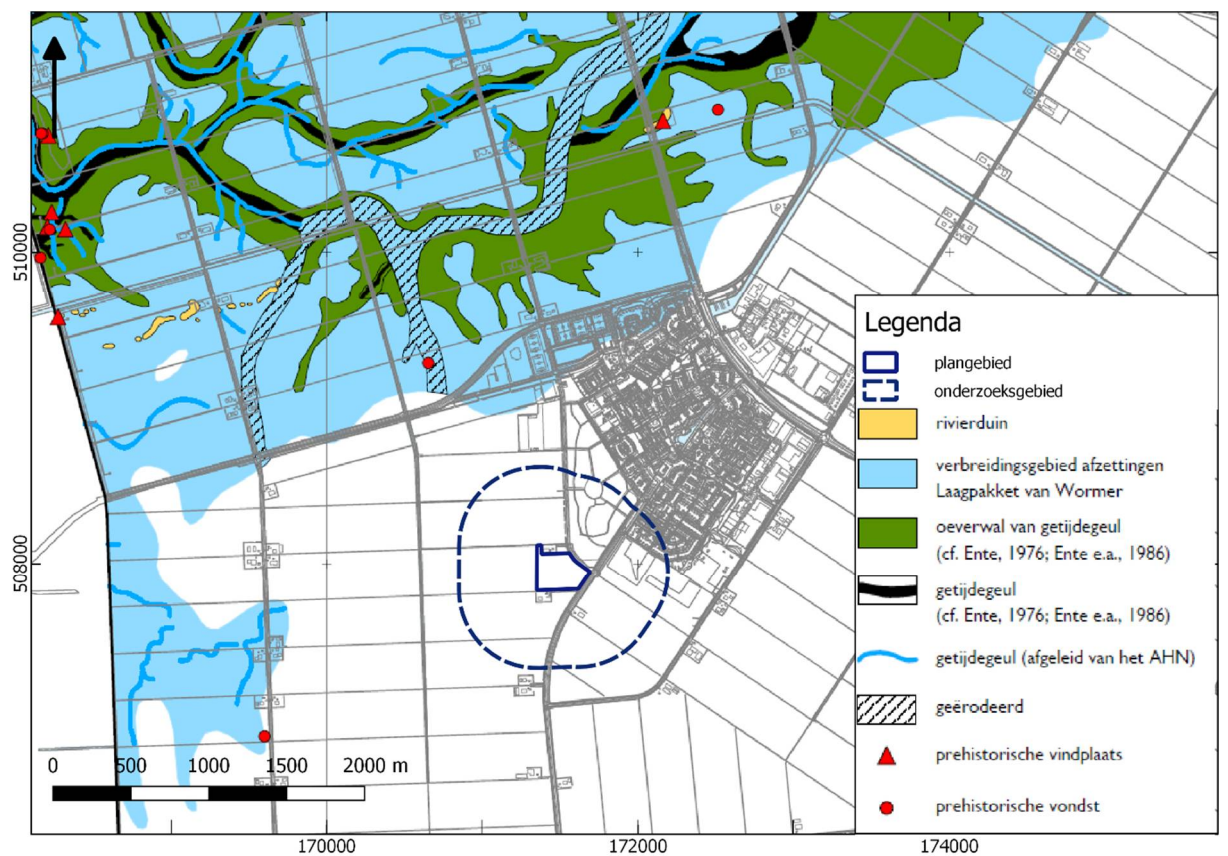 510000
508000
Legenda
plangebied
onderzoeksgebied
rivierduin
verbreidingsgebied afzettingen
Laagpakket van Wormer
oeverwal van getijdegeul
(cf. Ente, 1976; Ente e.a., 1986)
getijdegeul
(cf. Ente, 1976; Ente e.a., 1986)
getijdegeul (afgeleid van het AHN)
geërodeerd
prehistorische vindplaats
prehistorische vondst
0 500 1000 1500 2000 m
170000 172000 174000